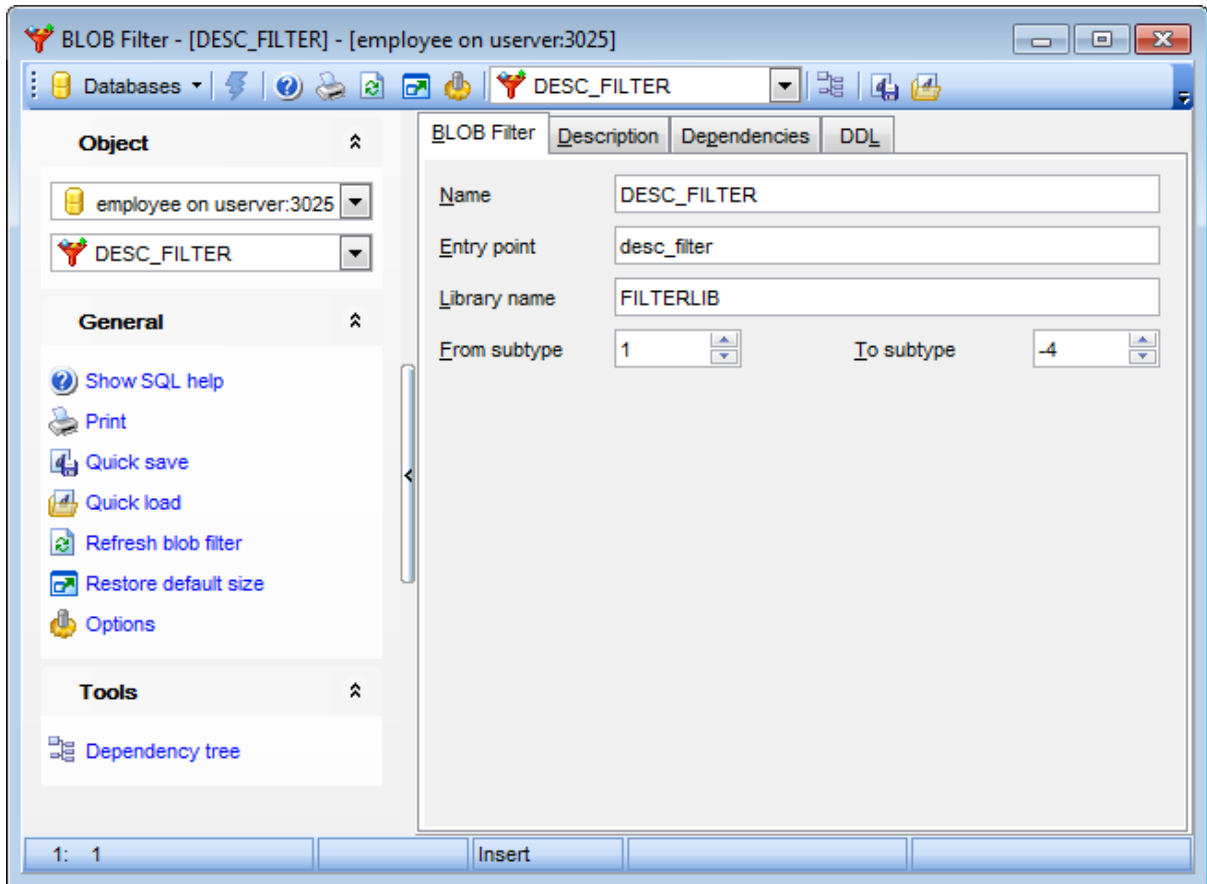 BLOB Filter - [DESC_FILTER] - [employee on userver:3025]
Databases DESC_FILTER
Object
employee on userver:3025
DESC_FILTER
General
Show SQL help
Print
Quick save
Quick load
Refresh blob filter
Restore default size
Options
Tools
Dependency tree
BLOB Filter Description Dependencies DDL
Name DESC_FILTER
Entry point desc_filter
Library name FILTERLIB
From subtype 1 To subtype -4
1: 1 Insert